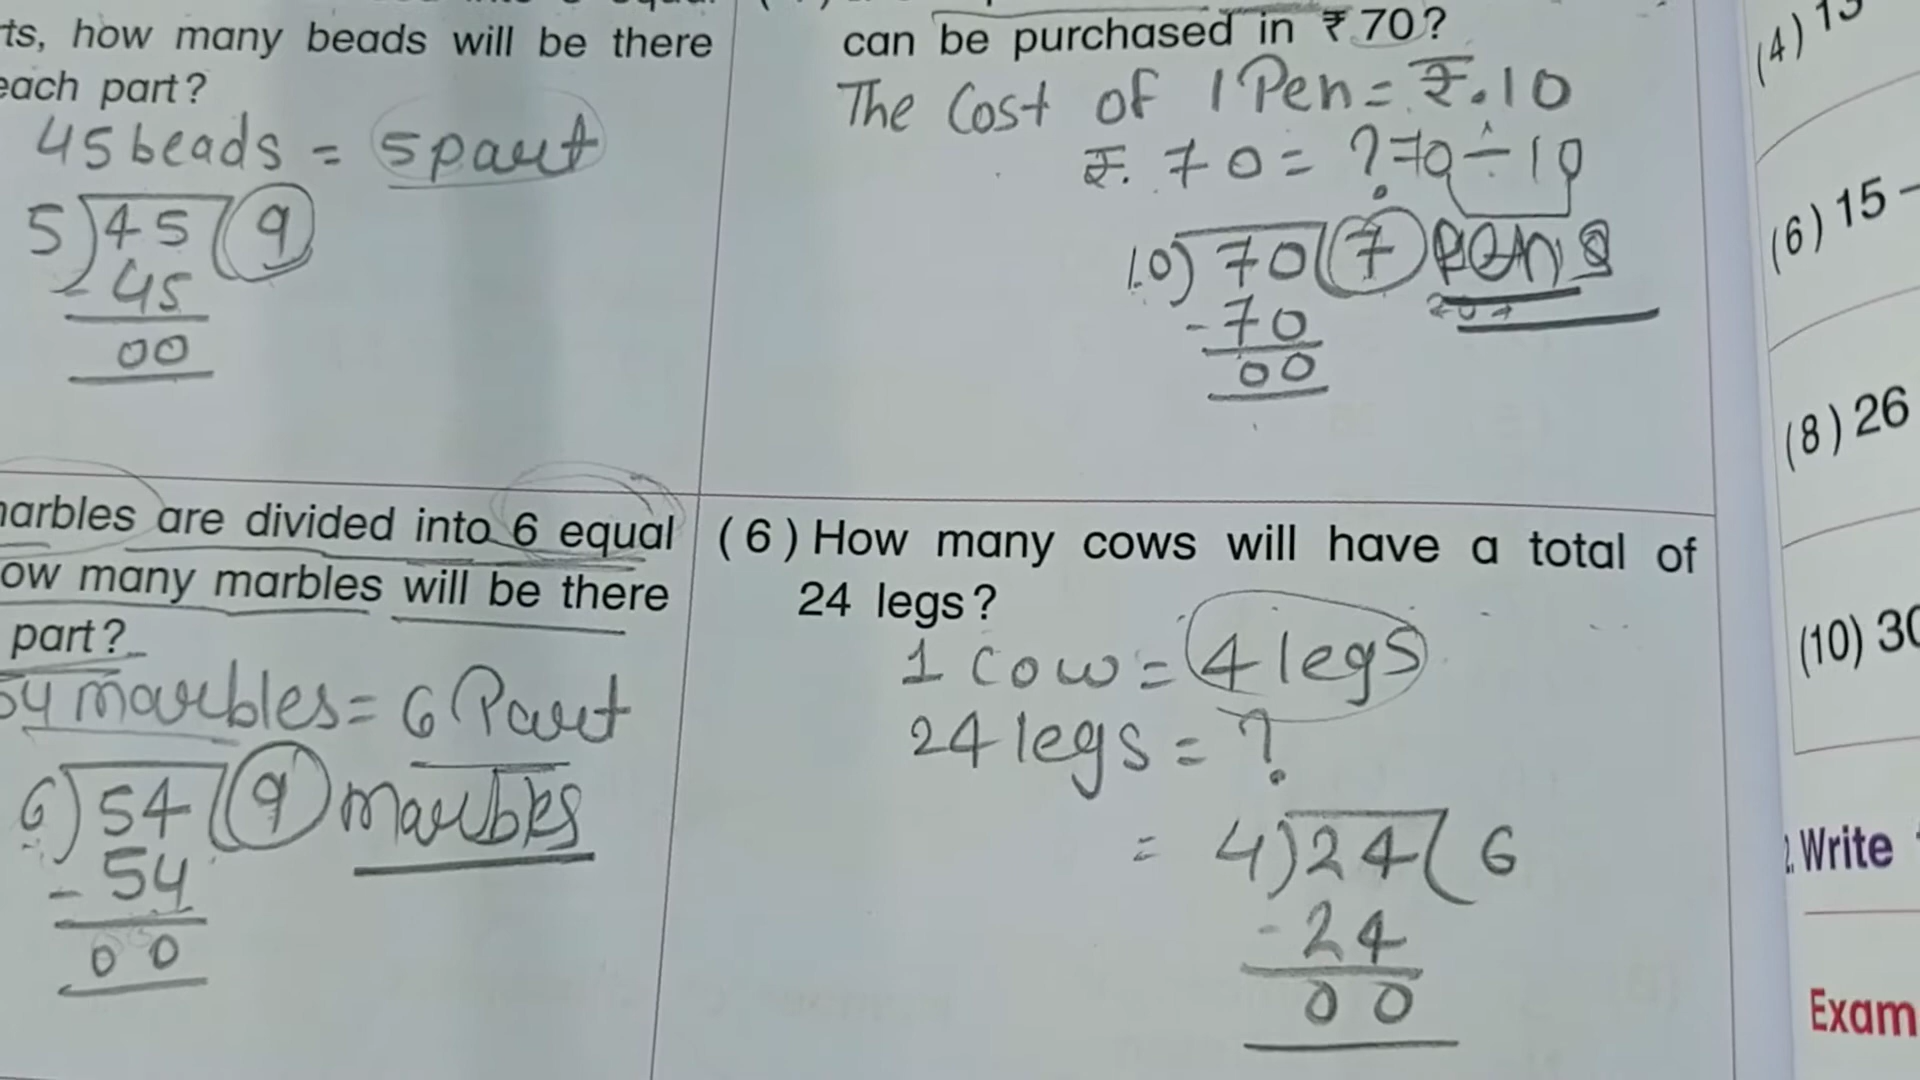 how many beads will be there
each part?
45 beads = 5 part
5)45(9
- 45
00
can be purchased in ₹ 70?
The Cost of 1 Pen = ₹.10
₹. 70 = ? 70 ÷ 10
10)70(7 pens
- 70
00
marbles are divided into 6 equal
how many marbles will be there
part?
54 marbles = 6 Part
6)54(9 marbles
- 54
00
(6) How many cows will have a total of
24 legs?
1 cow = 4 legs
24 legs = ?
= 4)24(6
- 24
00
(4) 15
(6) 15 -
(8) 26
(10) 30
2. Write
Exam